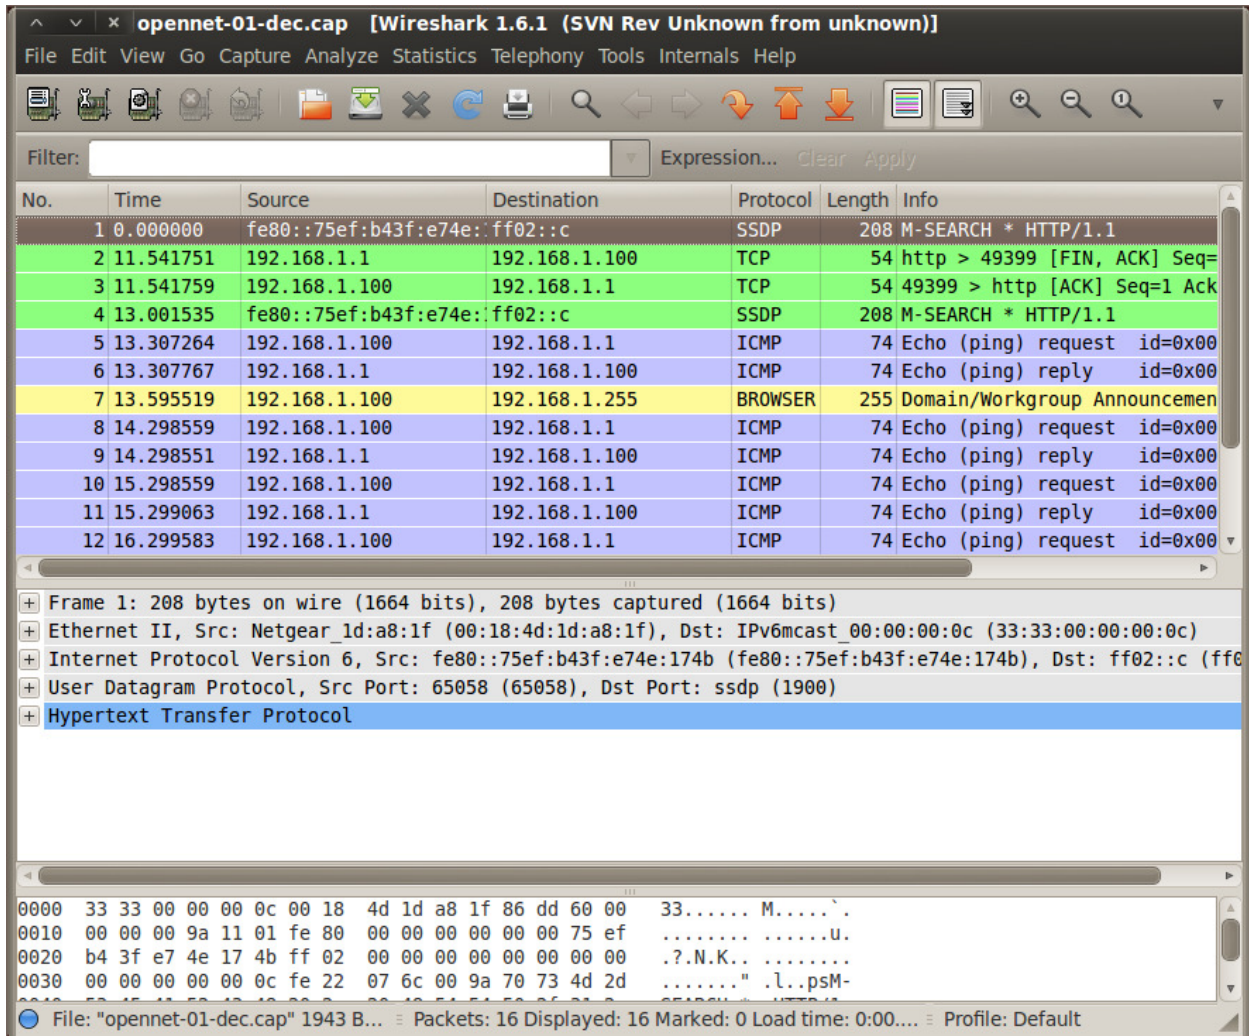 opennet-01-dec.cap [Wireshark 1.6.1 (SVN Rev Unknown from unknown)]
File Edit View Go Capture Analyze Statistics Telephony Tools Internals Help
Filter: Expression... Clear Apply
No. Time Source Destination Protocol Length Info
1 0.000000 fe80::75ef:b43f:e74e: ff02::c SSDP 208 M-SEARCH * HTTP/1.1
2 11.541751 192.168.1.1 192.168.1.100 TCP 54 http > 49399 [FIN, ACK] Seq=
3 11.541759 192.168.1.100 192.168.1.1 TCP 54 49399 > http [ACK] Seq=1 Ack
4 13.001535 fe80::75ef:b43f:e74e: ff02::c SSDP 208 M-SEARCH * HTTP/1.1
5 13.307264 192.168.1.100 192.168.1.1 ICMP 74 Echo (ping) request id=0x00
6 13.307767 192.168.1.1 192.168.1.100 ICMP 74 Echo (ping) reply id=0x00
7 13.595519 192.168.1.100 192.168.1.255 BROWSER 255 Domain/Workgroup Announcemen
8 14.298559 192.168.1.100 192.168.1.1 ICMP 74 Echo (ping) request id=0x00
9 14.298551 192.168.1.1 192.168.1.100 ICMP 74 Echo (ping) reply id=0x00
10 15.298559 192.168.1.100 192.168.1.1 ICMP 74 Echo (ping) request id=0x00
11 15.299063 192.168.1.1 192.168.1.100 ICMP 74 Echo (ping) reply id=0x00
12 16.299583 192.168.1.100 192.168.1.1 ICMP 74 Echo (ping) request id=0x00
Frame 1: 208 bytes on wire (1664 bits), 208 bytes captured (1664 bits)
Ethernet II, Src: Netgear_1d:a8:1f (00:18:4d:1d:a8:1f), Dst: IPv6mcast_00:00:00:0c (33:33:00:00:00:0c)
Internet Protocol Version 6, Src: fe80::75ef:b43f:e74e:174b (fe80::75ef:b43f:e74e:174b), Dst: ff02::c (ff0
User Datagram Protocol, Src Port: 65058 (65058), Dst Port: ssdp (1900)
Hypertext Transfer Protocol
0000 33 33 00 00 00 0c 00 18 4d 1d a8 1f 86 dd 60 00 33...... M.....`.
0010 00 00 00 9a 11 01 fe 80 00 00 00 00 00 00 75 ef ........ ......u.
0020 b4 3f e7 4e 17 4b ff 02 00 00 00 00 00 00 00 00 .?.N.K.. ........
0030 00 00 00 00 00 0c fe 22 07 6c 00 9a 70 73 4d 2d ......." .l..psM-
File: "opennet-01-dec.cap" 1943 B... Packets: 16 Displayed: 16 Marked: 0 Load time: 0:00.... Profile: Default